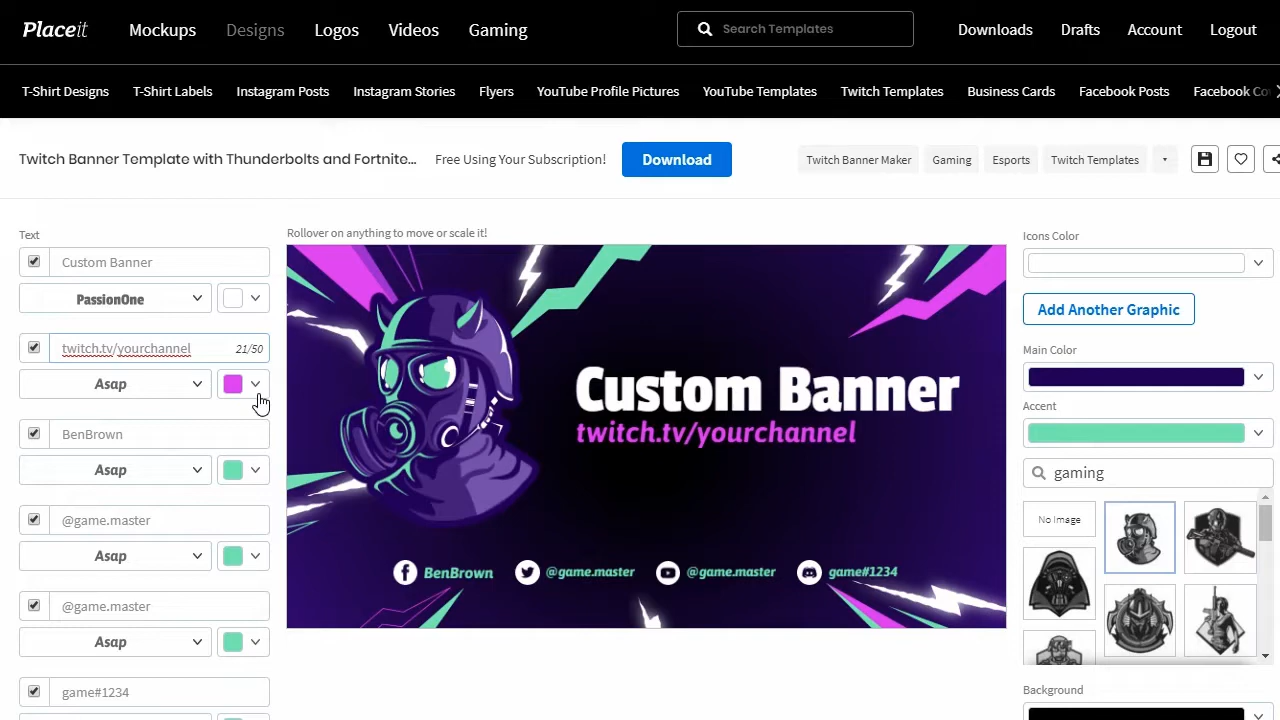 Placeit
Mockups
Designs
Logos
Videos
Gaming
Search Templates
Downloads
Drafts
Account
Logout
T-Shirt Designs
T-Shirt Labels
Instagram Posts
Instagram Stories
Flyers
YouTube Profile Pictures
YouTube Templates
Twitch Templates
Business Cards
Facebook Posts
Facebook Co
Twitch Banner Template with Thunderbolts and Fortnite...
Free Using Your Subscription!
Download
Twitch Banner Maker
Gaming
Esports
Twitch Templates
Text
Custom Banner
PassionOne
twitch.tv/yourchannel
21/50
Asap
BenBrown
Asap
@game.master
Asap
@game.master
Asap
game#1234
Rollover on anything to move or scale it!
Custom Banner
twitch.tv/yourchannel
BenBrown
@game.master
@game.master
game#1234
Icons Color
Add Another Graphic
Main Color
Accent
gaming
No Image
Background